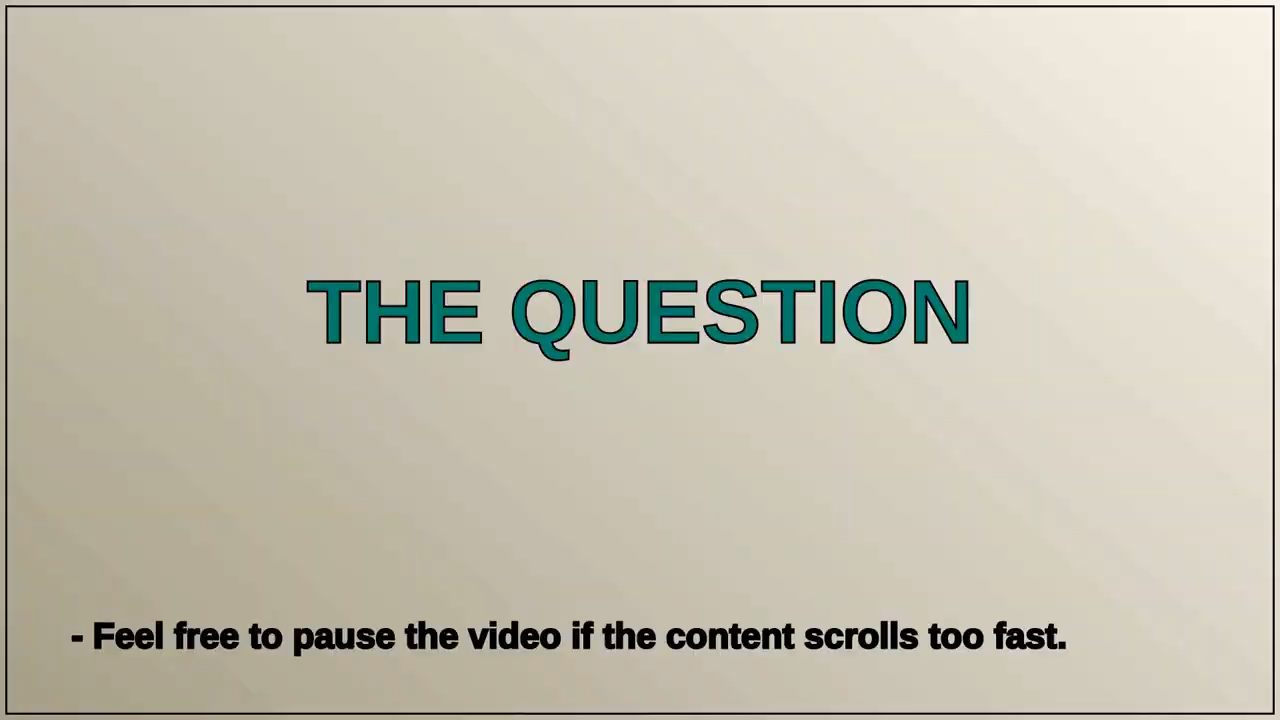 THE QUESTION
- Feel free to pause the video if the content scrolls too fast.